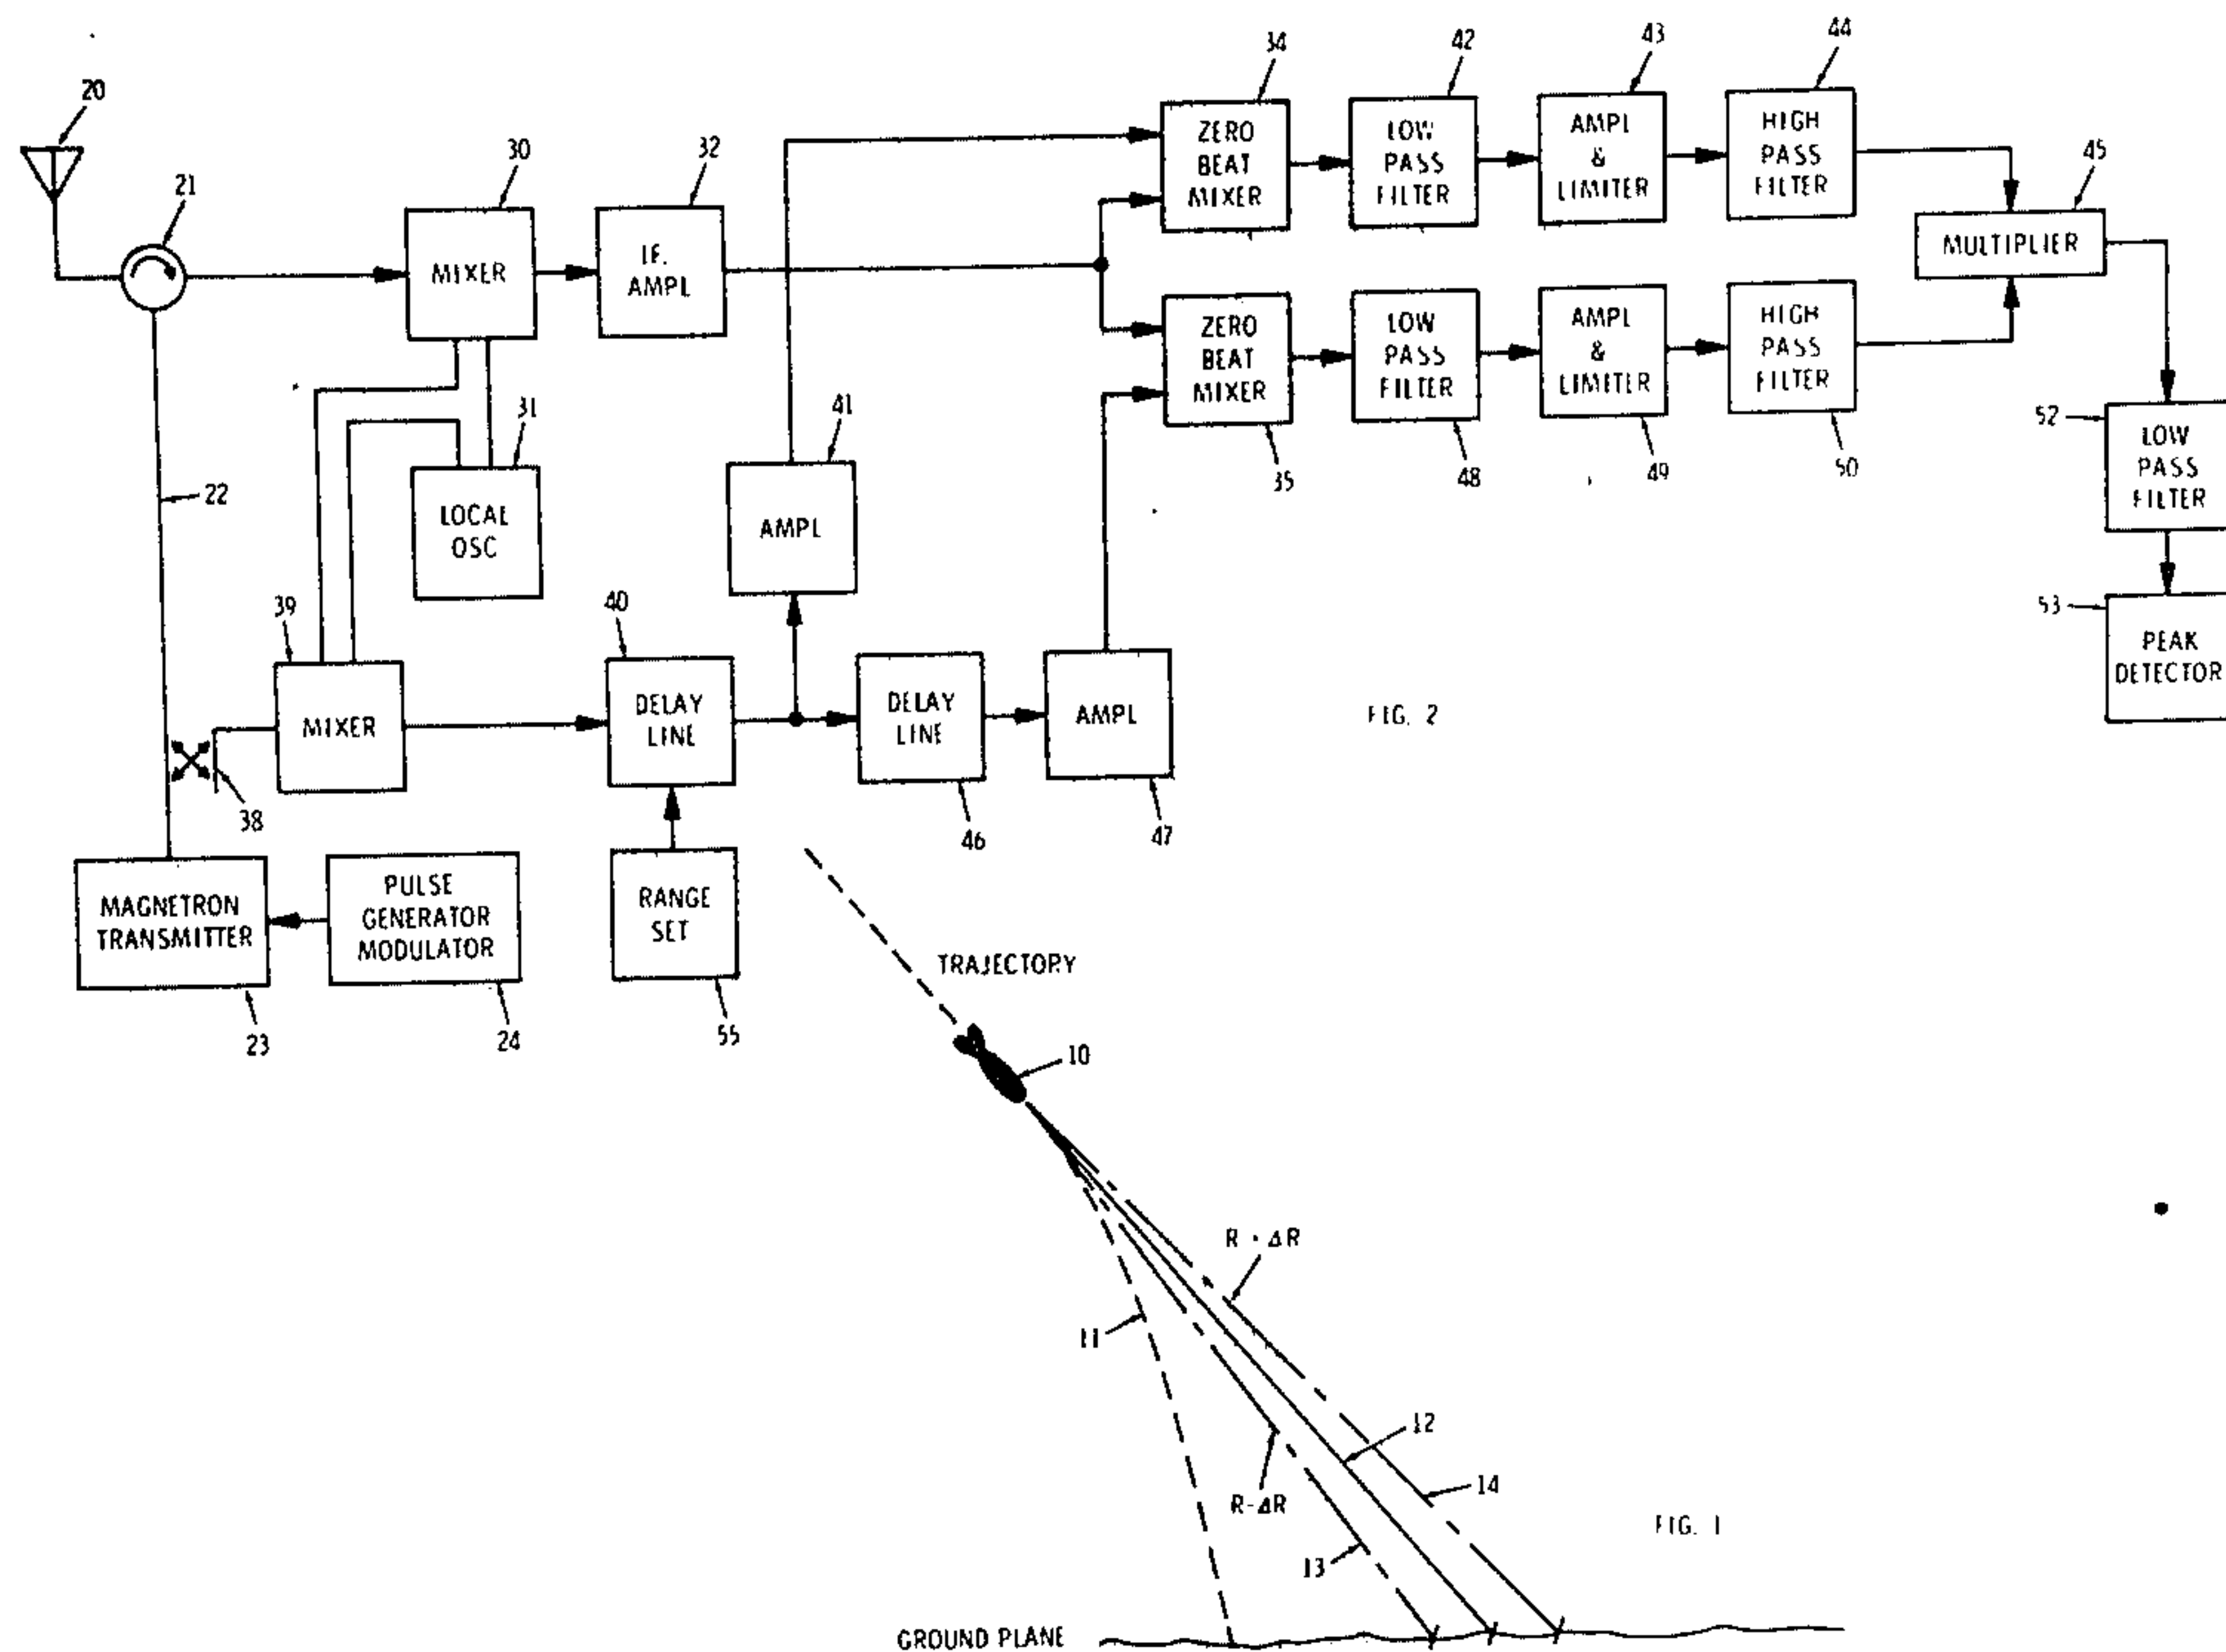 34
42
43
44
20
21
30
32
45
ZERO
BEAT
MIXER
LOW
PASS
FILTER
AMPL
&
LIMITER
HIGH
PASS
FILTER
MULTIPLIER
MIXER
I.F.
AMPL
ZERO
BEAT
MIXER
LOW
PASS
FILTER
AMPL
&
LIMITER
HIGH
PASS
FILTER
31
41
35
48
49
50
52
22
LOCAL
OSC
AMPL
LOW
PASS
FILTER
39
40
53
MIXER
DELAY
LINE
DELAY
LINE
AMPL
FIG. 2
PEAK
DETECTOR
38
46
47
MAGNETRON
TRANSMITTER
PULSE
GENERATOR
MODULATOR
RANGE
SET
23
24
55
TRAJECTORY
10
R + ΔR
11
12
14
R-ΔR
13
FIG. 1
GROUND PLANE